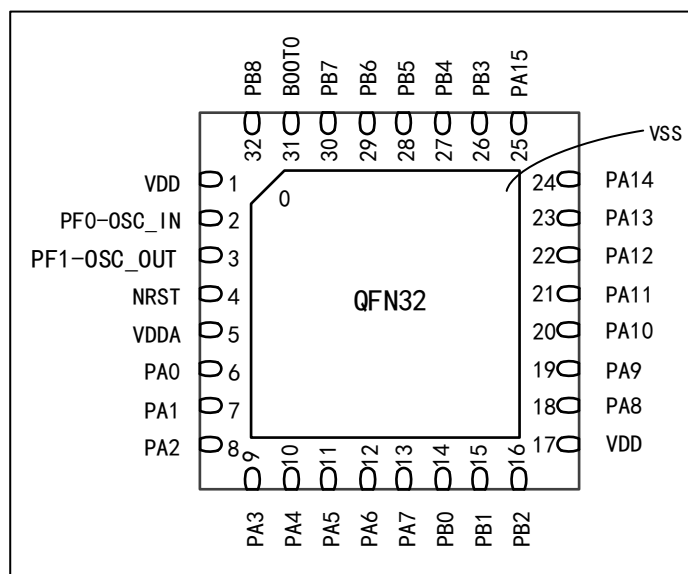 PB8 BOOT0 PB7 PB6 PB5 PB4 PB3 PA15
32 31 30 29 28 27 26 25
VSS
VDD 1
0
24 PA14
PF0-OSC_IN 2
23 PA13
PF1-OSC_OUT 3
22 PA12
NRST 4
QFN32
21 PA11
VDDA 5
20 PA10
PA0 6
19 PA9
PA1 7
18 PA8
PA2 8
17 VDD
9 10 11 12 13 14 15 16
PA3 PA4 PA5 PA6 PA7 PB0 PB1 PB2